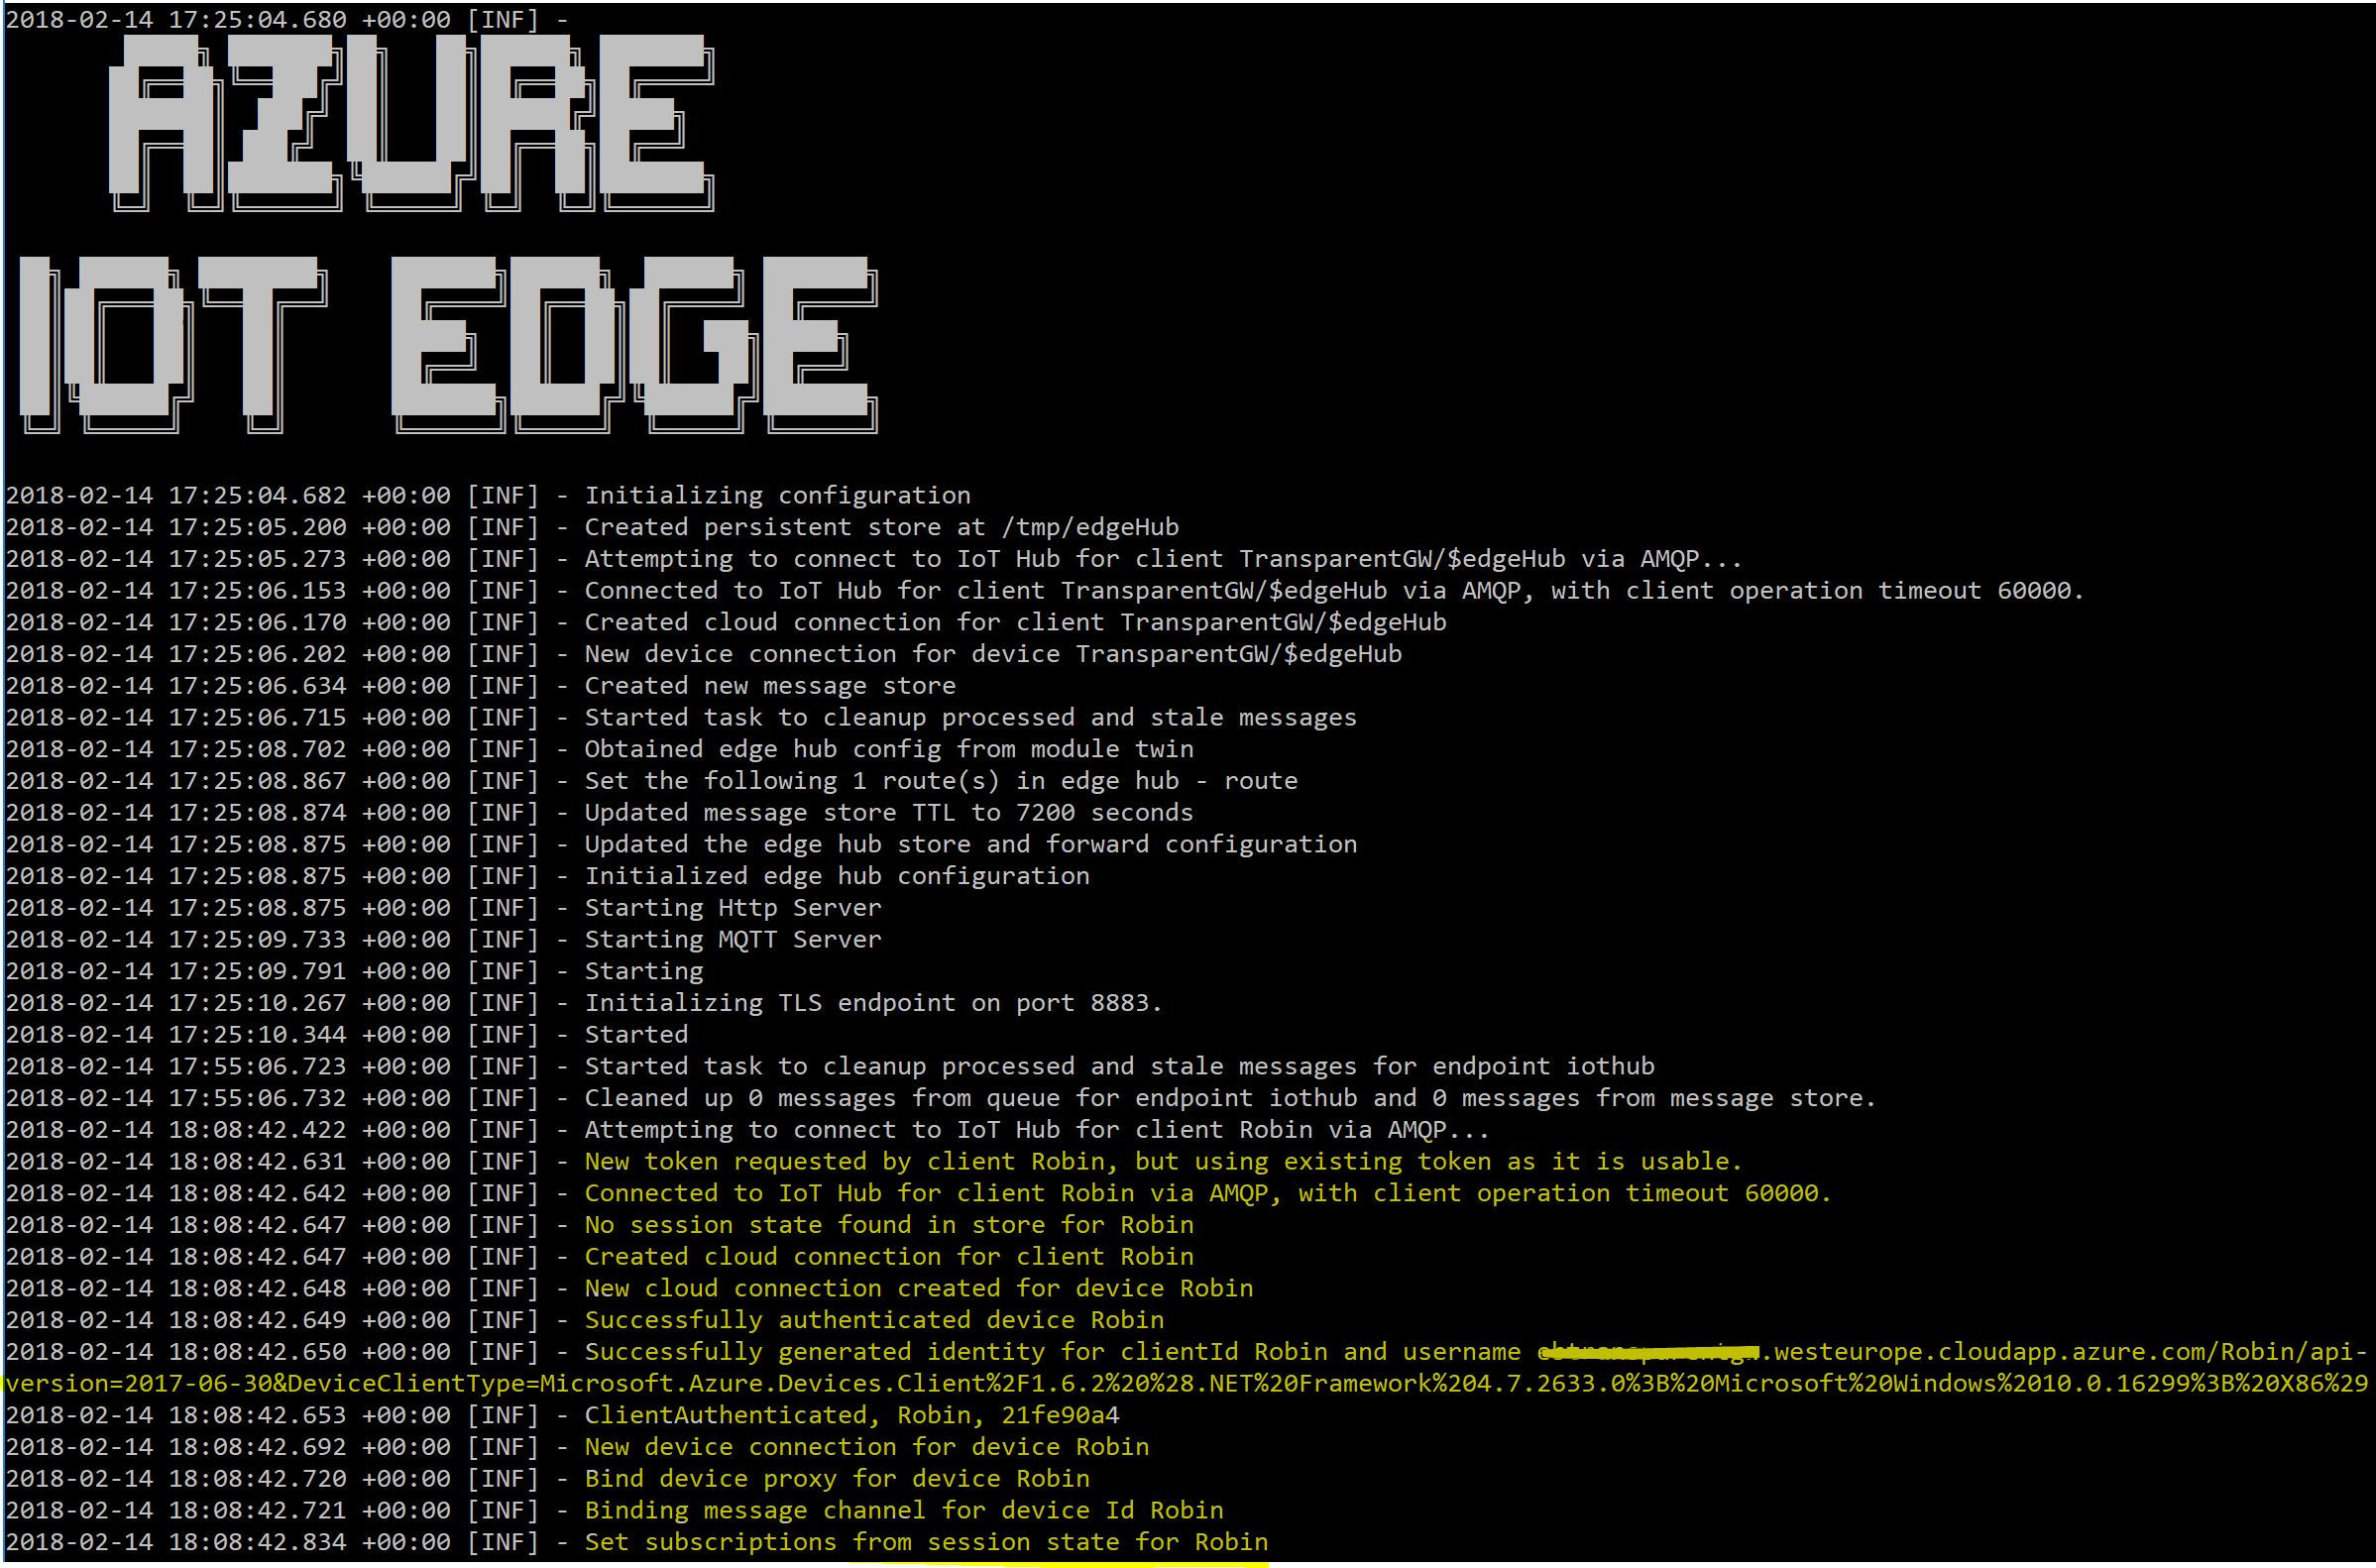 2018-02-14 17:25:04.680 +00:00 [INF] -
AZURE
IOT EDGE
2018-02-14 17:25:04.682 +00:00 [INF] - Initializing configuration
2018-02-14 17:25:05.200 +00:00 [INF] - Created persistent store at /tmp/edgeHub
2018-02-14 17:25:05.273 +00:00 [INF] - Attempting to connect to IoT Hub for client TransparentGW/$edgeHub via AMQP...
2018-02-14 17:25:06.153 +00:00 [INF] - Connected to IoT Hub for client TransparentGW/$edgeHub via AMQP, with client operation timeout 60000.
2018-02-14 17:25:06.170 +00:00 [INF] - Created cloud connection for client TransparentGW/$edgeHub
2018-02-14 17:25:06.202 +00:00 [INF] - New device connection for device TransparentGW/$edgeHub
2018-02-14 17:25:06.634 +00:00 [INF] - Created new message store
2018-02-14 17:25:06.715 +00:00 [INF] - Started task to cleanup processed and stale messages
2018-02-14 17:25:08.702 +00:00 [INF] - Obtained edge hub config from module twin
2018-02-14 17:25:08.867 +00:00 [INF] - Set the following 1 route(s) in edge hub - route
2018-02-14 17:25:08.874 +00:00 [INF] - Updated message store TTL to 7200 seconds
2018-02-14 17:25:08.875 +00:00 [INF] - Updated the edge hub store and forward configuration
2018-02-14 17:25:08.875 +00:00 [INF] - Initialized edge hub configuration
2018-02-14 17:25:08.875 +00:00 [INF] - Starting Http Server
2018-02-14 17:25:09.733 +00:00 [INF] - Starting MQTT Server
2018-02-14 17:25:09.791 +00:00 [INF] - Starting
2018-02-14 17:25:10.267 +00:00 [INF] - Initializing TLS endpoint on port 8883.
2018-02-14 17:25:10.344 +00:00 [INF] - Started
2018-02-14 17:55:06.723 +00:00 [INF] - Started task to cleanup processed and stale messages for endpoint iothub
2018-02-14 17:55:06.732 +00:00 [INF] - Cleaned up 0 messages from queue for endpoint iothub and 0 messages from message store.
2018-02-14 18:08:42.422 +00:00 [INF] - Attempting to connect to IoT Hub for client Robin via AMQP...
2018-02-14 18:08:42.631 +00:00 [INF] - New token requested by client Robin, but using existing token as it is usable.
2018-02-14 18:08:42.642 +00:00 [INF] - Connected to IoT Hub for client Robin via AMQP, with client operation timeout 60000.
2018-02-14 18:08:42.647 +00:00 [INF] - No session state found in store for Robin
2018-02-14 18:08:42.647 +00:00 [INF] - Created cloud connection for client Robin
2018-02-14 18:08:42.648 +00:00 [INF] - New cloud connection created for device Robin
2018-02-14 18:08:42.649 +00:00 [INF] - Successfully authenticated device Robin
2018-02-14 18:08:42.650 +00:00 [INF] - Successfully generated identity for clientId Robin and username .westeurope.cloudapp.azure.com/Robin/api-
version=2017-06-30&DeviceClientType=Microsoft.Azure.Devices.Client%2F1.6.2%20%28.NET%20Framework%204.7.2633.0%3B%20Microsoft%20Windows%2010.0.16299%3B%20X86%29
2018-02-14 18:08:42.653 +00:00 [INF] - ClientAuthenticated, Robin, 21fe90a4
2018-02-14 18:08:42.692 +00:00 [INF] - New device connection for device Robin
2018-02-14 18:08:42.720 +00:00 [INF] - Bind device proxy for device Robin
2018-02-14 18:08:42.721 +00:00 [INF] - Binding message channel for device Id Robin
2018-02-14 18:08:42.834 +00:00 [INF] - Set subscriptions from session state for Robin